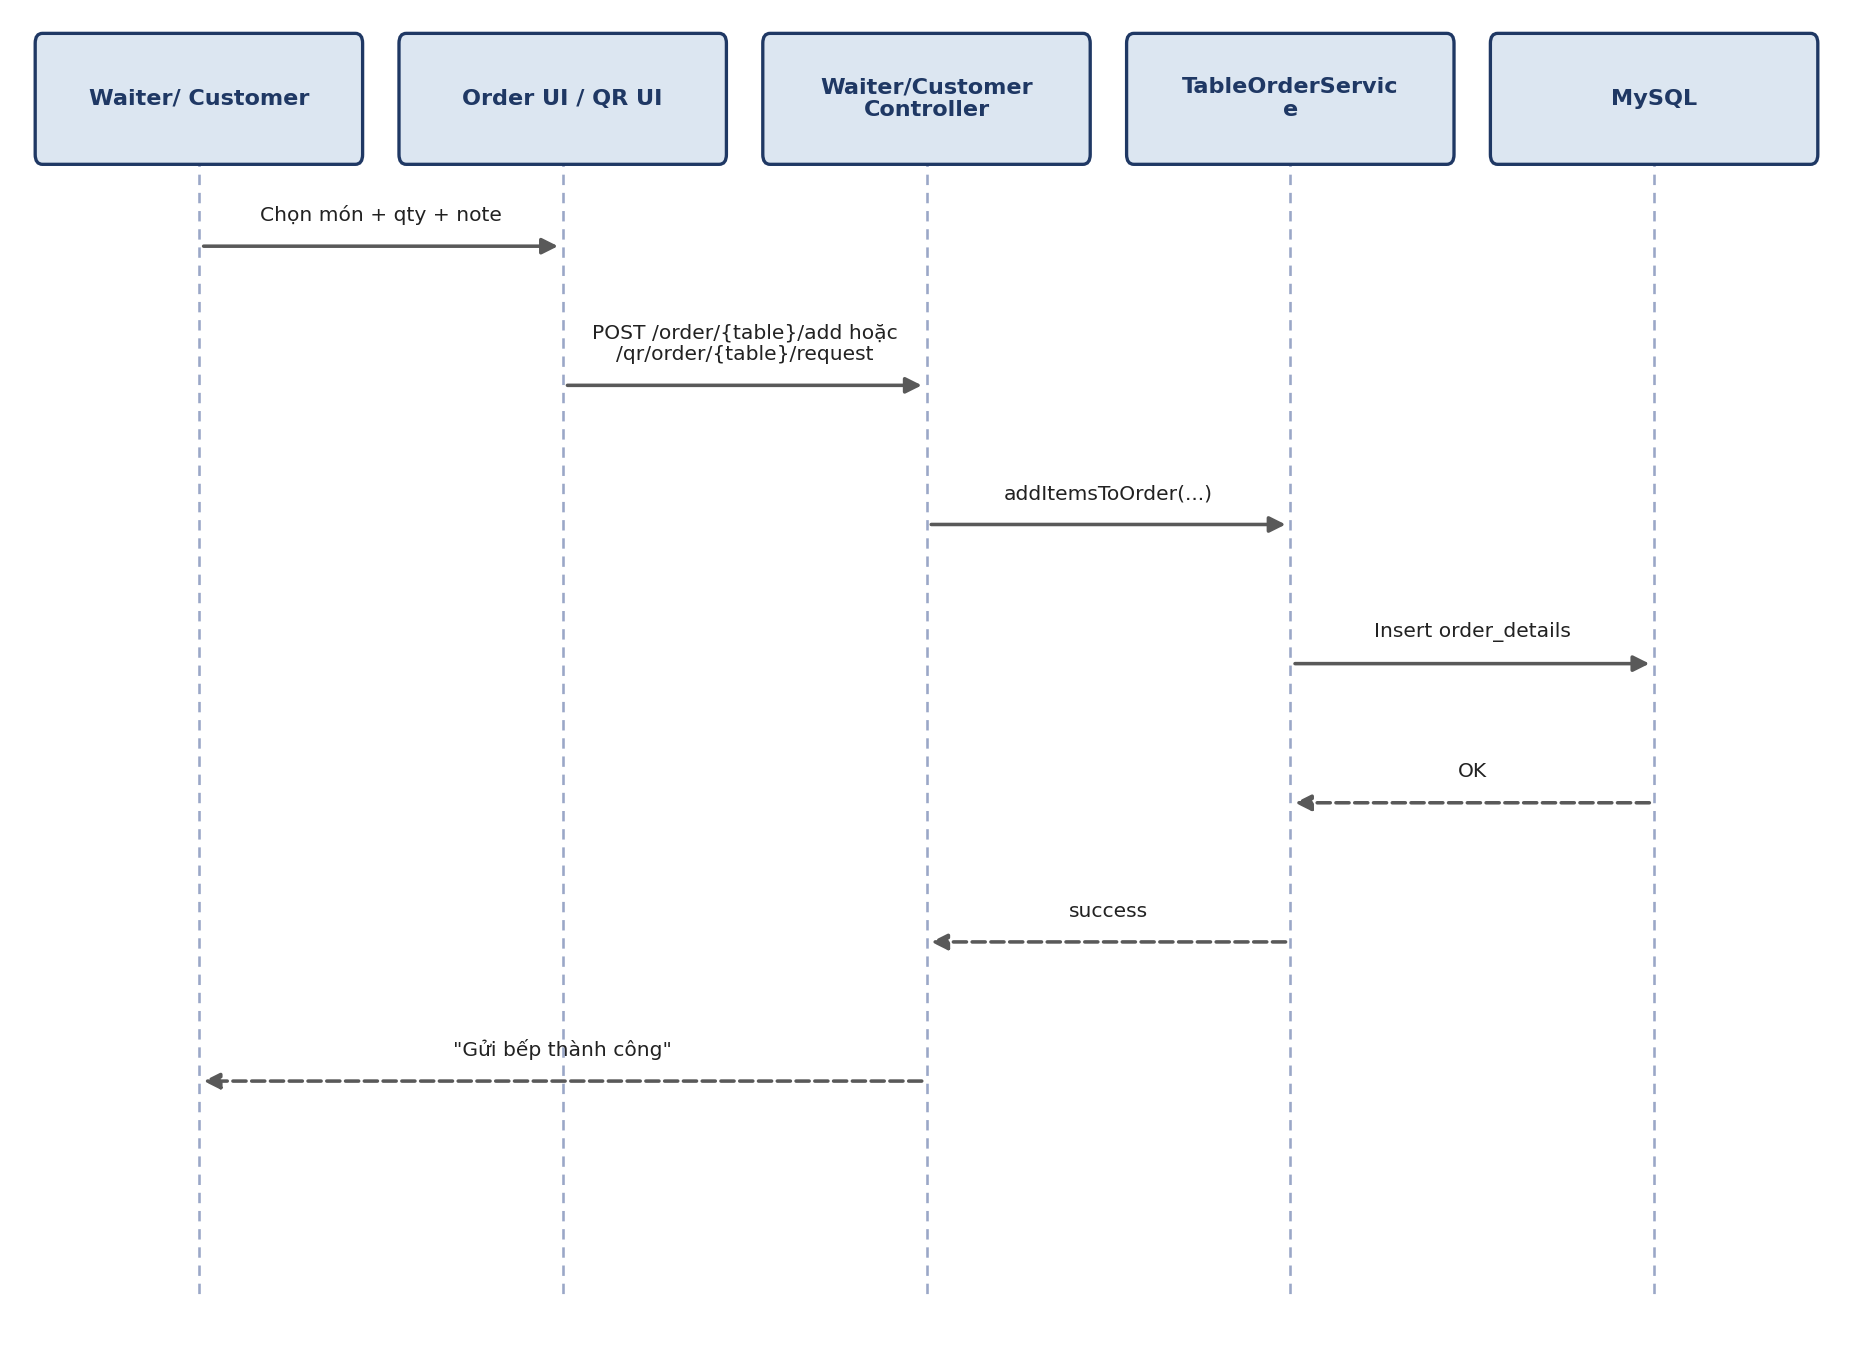 Waiter/ Customer
Order UI / QR UI
Waiter/Customer
Controller
TableOrderServic
e
MySQL
Chọn món + qty + note
POST /order/{table}/add hoặc
/qr/order/{table}/request
addItemsToOrder(...)
Insert order_details
OK
success
"Gửi bếp thành công"